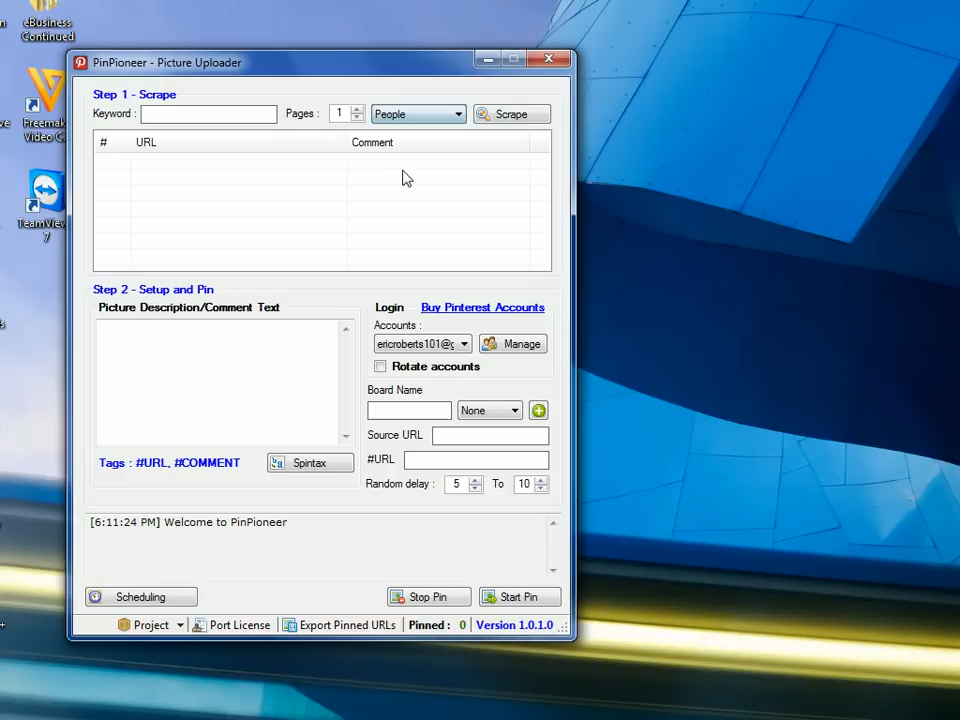 eBusiness
Continued
PinPioneer - Picture Uploader
Step 1 - Scrape
Keyword :
Pages : 1
People
Scrape
# URL Comment
Freemak
Video C.
TeamView
7
Step 2 - Setup and Pin
Picture Description/Comment Text
Login Buy Pinterest Accounts
Accounts :
ericroberts101@g
Manage
Rotate accounts
Board Name
None
Source URL
#URL
Tags : #URL, #COMMENT
Spintax
Random delay : 5 To 10
[6:11:24 PM] Welcome to PinPioneer
Scheduling
Stop Pin
Start Pin
Project
Port License
Export Pinned URLs
Pinned : 0
Version 1.0.1.0